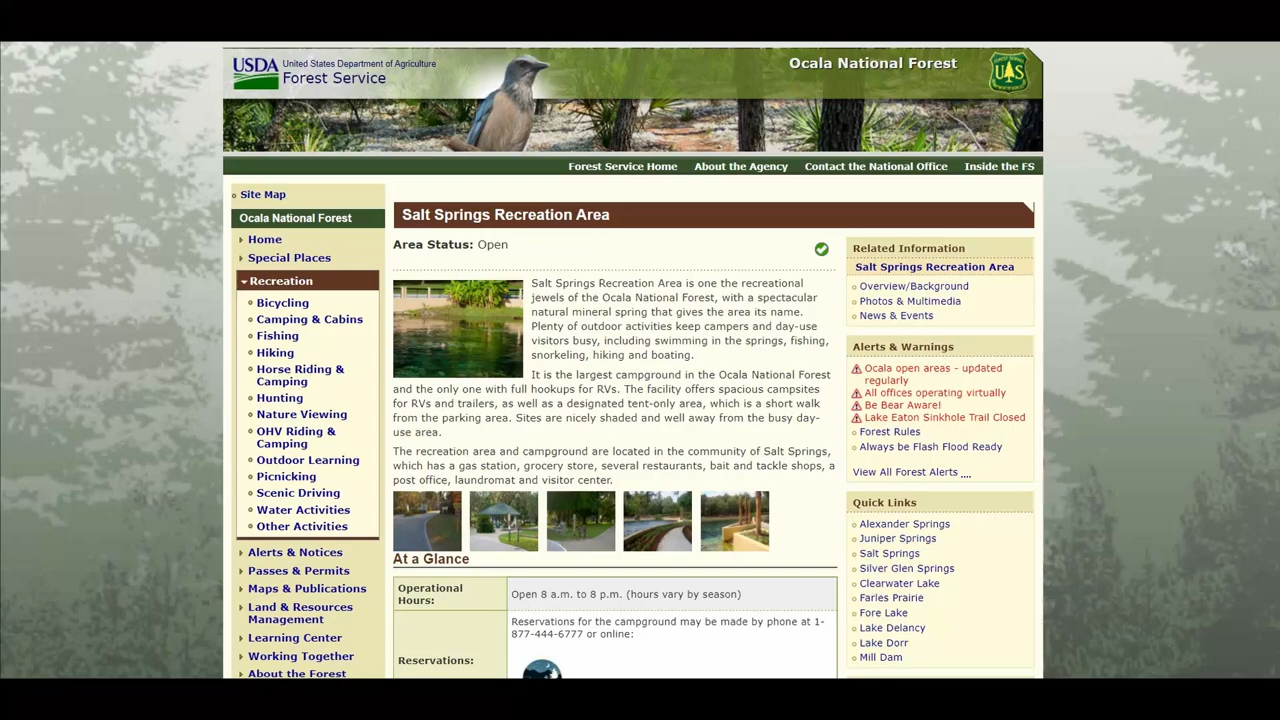 USDA
United States Department of Agriculture
Forest Service
Ocala National Forest
FOREST SERVICE
U S
Forest Service Home
About the Agency
Contact the National Office
Inside the FS
Site Map
Ocala National Forest
Home
Special Places
Recreation
Bicycling
Camping & Cabins
Fishing
Hiking
Horse Riding &
Camping
Hunting
Nature Viewing
OHV Riding &
Camping
Outdoor Learning
Picnicking
Scenic Driving
Water Activities
Other Activities
Alerts & Notices
Passes & Permits
Maps & Publications
Land & Resources
Management
Learning Center
Working Together
About the Forest
Salt Springs Recreation Area
Area Status: Open
Salt Springs Recreation Area is one the recreational
jewels of the Ocala National Forest, with a spectacular
natural mineral spring that gives the area its name.
Plenty of outdoor activities keep campers and day-use
visitors busy, including swimming in the springs, fishing,
snorkeling, hiking and boating.
It is the largest campground in the Ocala National Forest
and the only one with full hookups for RVs. The facility offers spacious campsites
for RVs and trailers, as well as a designated tent-only area, which is a short walk
from the parking area. Sites are nicely shaded and well away from the busy day-
use area.
The recreation area and campground are located in the community of Salt Springs,
which has a gas station, grocery store, several restaurants, bait and tackle shops, a
post office, laundromat and visitor center.
At a Glance
Operational
Hours:
Open 8 a.m. to 8 p.m. (hours vary by season)
Reservations:
Reservations for the campground may be made by phone at 1-
877-444-6777 or online:
Related Information
Salt Springs Recreation Area
Overview/Background
Photos & Multimedia
News & Events
Alerts & Warnings
Ocala open areas - updated
regularly
All offices operating virtually
Be Bear Aware!
Lake Eaton Sinkhole Trail Closed
Forest Rules
Always be Flash Flood Ready
View All Forest Alerts ....
Quick Links
Alexander Springs
Juniper Springs
Salt Springs
Silver Glen Springs
Clearwater Lake
Farles Prairie
Fore Lake
Lake Delancy
Lake Dorr
Mill Dam